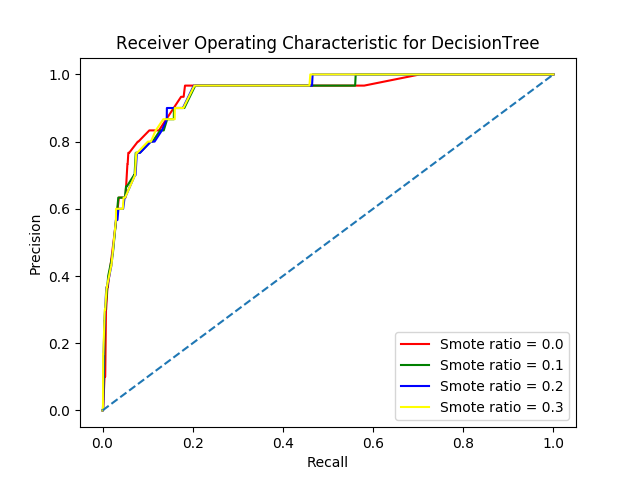 Receiver Operating Characteristic for DecisionTree
1.0
0.8
0.6
0.4
0.2
0.0
Precision
Smote ratio = 0.0
Smote ratio = 0.1
Smote ratio = 0.2
Smote ratio = 0.3
0.0 0.2 0.4 0.6 0.8 1.0
Recall